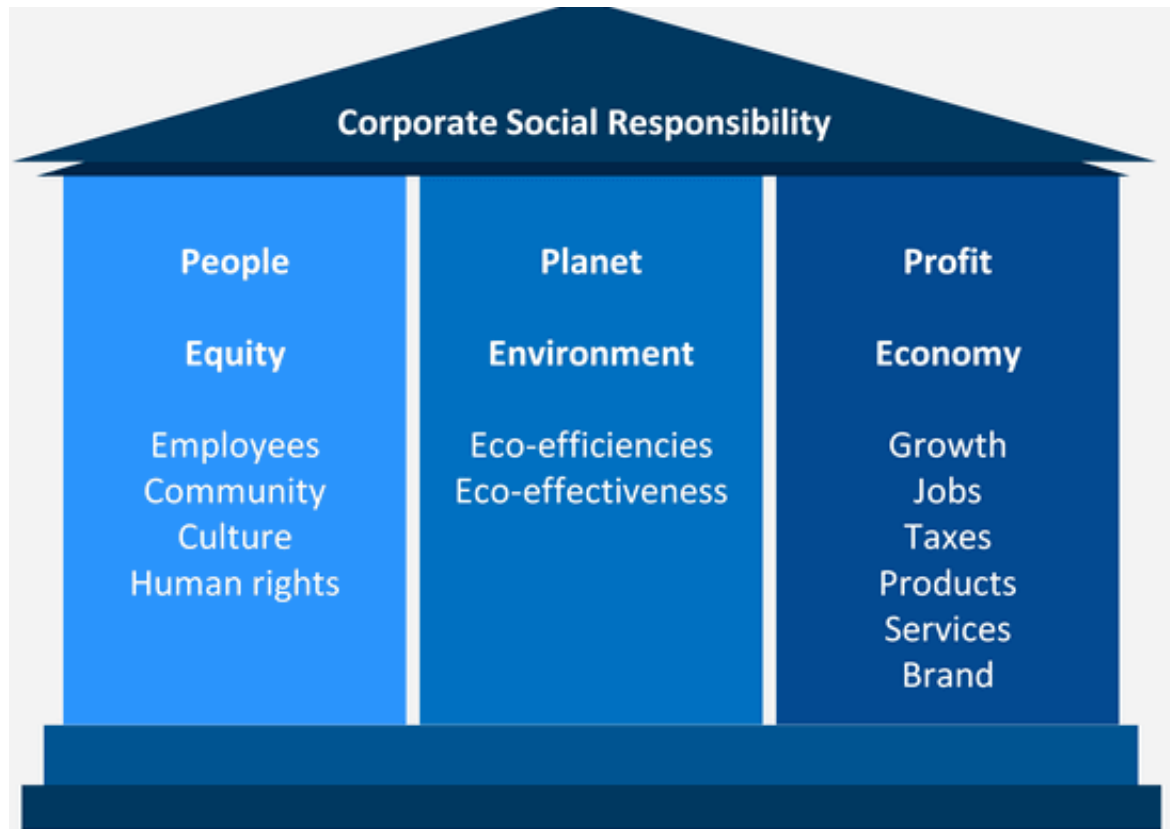 Corporate Social Responsibility
People
Equity
Employees
Community
Culture
Human rights
Planet
Environment
Eco-efficiencies
Eco-effectiveness
Profit
Economy
Growth
Jobs
Taxes
Products
Services
Brand